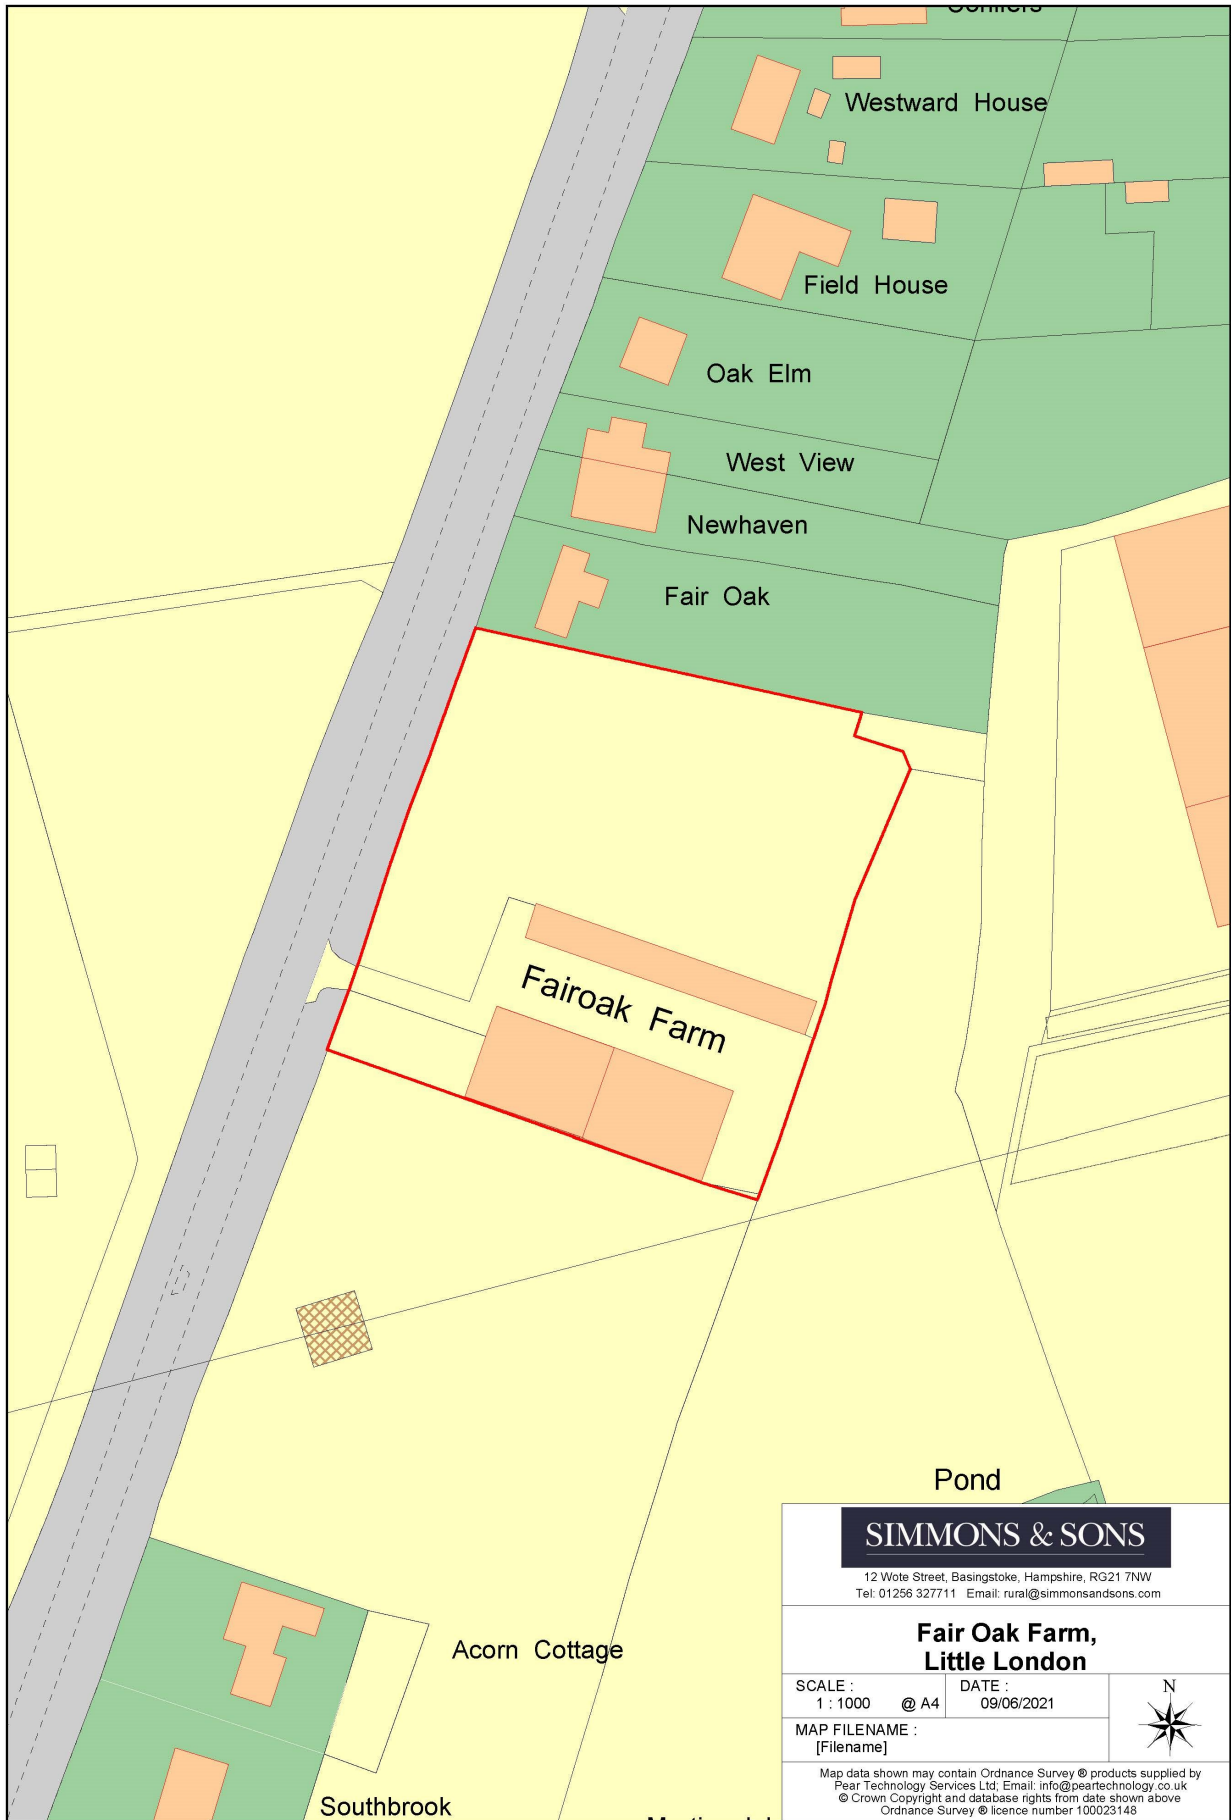 Conifers
Westward House
Field House
Oak Elm
West View
Newhaven
Fair Oak
Fairoak Farm
Pond
Acorn Cottage
Southbrook
SIMMONS & SONS
12 Wote Street, Basingstoke, Hampshire, RG21 7NW
Tel: 01256 327711 Email: rural@simmonsandsons.com
Fair Oak Farm,
Little London
SCALE :
1 : 1000 @ A4
DATE :
09/06/2021
N
MAP FILENAME :
[Filename]
Map data shown may contain Ordnance Survey ® products supplied by
Pear Technology Services Ltd; Email: info@peartechnology.co.uk
© Crown Copyright and database rights from date shown above
Ordnance Survey ® licence number 100023148